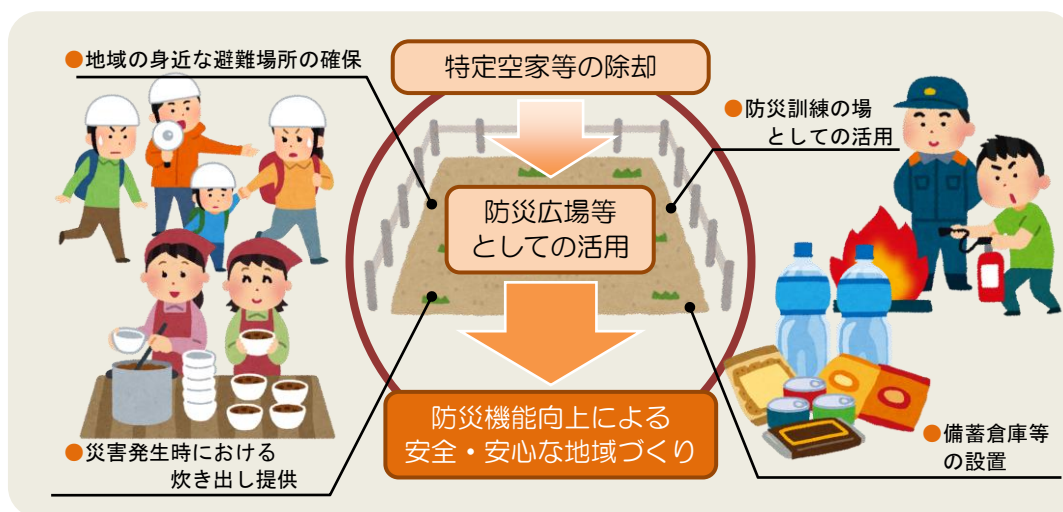 ●地域の身近な避難場所の確保
特定空家等の除却
●防災訓練の場
としての活用
防災広場等
としての活用
防災機能向上による
安全・安心な地域づくり
●災害発生時における
炊き出し提供
●備蓄倉庫等
の設置